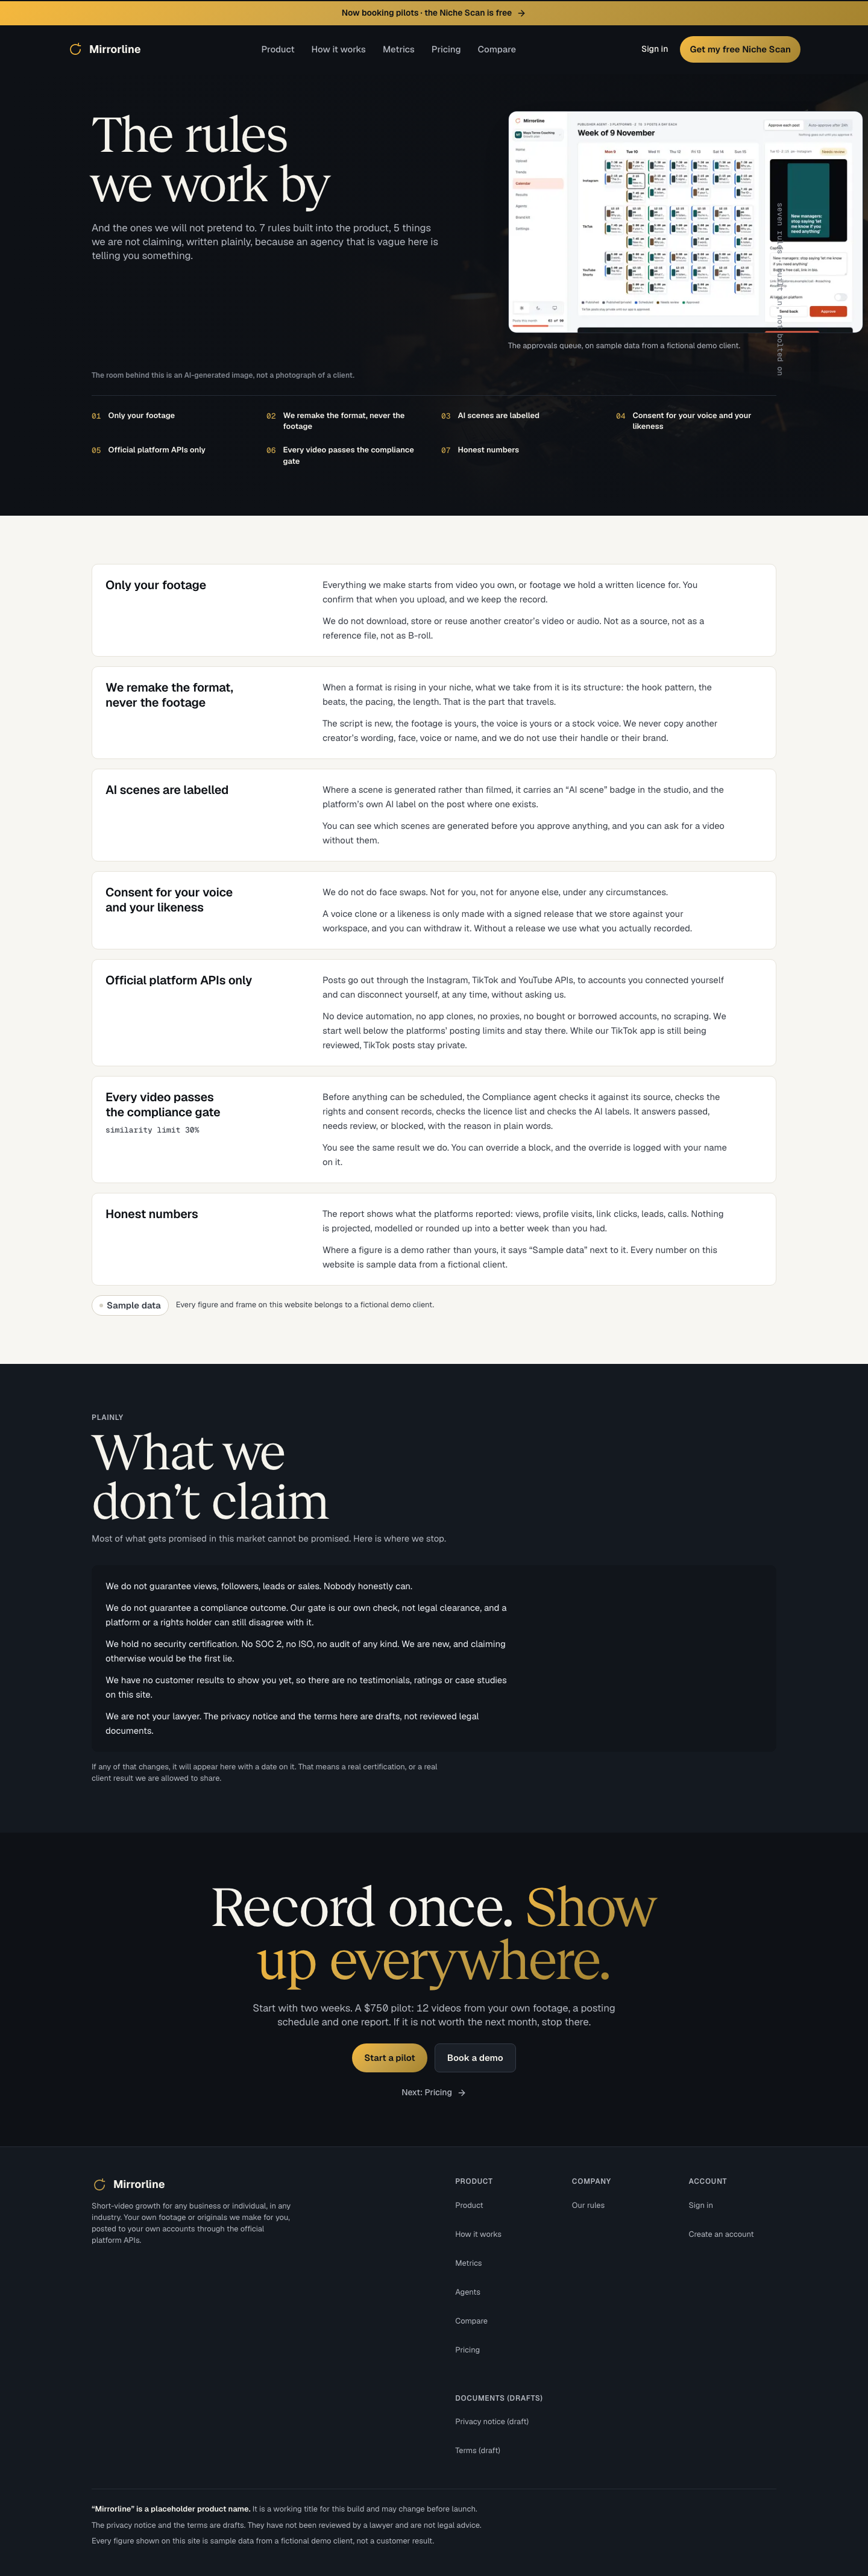 Now booking pilots · the Niche Scan is free →
Mirrorline
Product
How it works
Metrics
Pricing
Compare
Sign in
Get my free Niche Scan
The rules
we work by
And the ones we will not pretend to. 7 rules built into the product, 5 things
we are not claiming, written plainly, because an agency that is vague here is
telling you something.
Mirrorline
Week of 9 November
Approve each post
Home
Upload
Trends
Calendar
Results
Agents
Settings
Instagram
TikTok
YouTube
Shorts
New managers:
stop saying 'let
me know if you
need anything'
Send back
Approve
The approvals queue, on sample data from a fictional demo client.
The room behind this is an AI-generated image, not a photograph of a client.
01 Only your footage
02 We remake the format, never the
footage
03 AI scenes are labelled
04 Consent for your voice and your
likeness
05 Official platform APIs only
06 Every video passes the compliance
gate
07 Honest numbers
Only your footage
Everything we make starts from video you own, or footage we hold a written licence for. You
confirm that when you upload, and we keep the record.
We do not download, store or reuse another creator's video or audio. Not as a source, not as a
reference file, not as B-roll.
We remake the format,
never the footage
When a format is rising in your niche, what we take from it is its structure: the hook pattern, the
beats, the pacing, the length. That is the part that travels.
The script is new, the footage is yours, the voice is yours or a stock voice. We never copy another
creator's wording, face, voice or name, and we do not use their handle or their brand.
AI scenes are labelled
Where a scene is generated rather than filmed, it carries an “AI scene” badge in the studio, and the
platform's own AI label on the post where one exists.
You can see which scenes are generated before you approve anything, and you can ask for a video
without them.
Consent for your voice
and your likeness
We do not do face swaps. Not for you, not for anyone else, under any circumstances.
A voice clone or a likeness is only made with a signed release that we store against your
workspace, and you can withdraw it. Without a release we use what you actually recorded.
Official platform APIs only
Posts go out through the Instagram, TikTok and YouTube APIs, to accounts you connected yourself
and can disconnect yourself, at any time, without asking us.
No device automation, no app clones, no proxies, no bought or borrowed accounts, no scraping. We
start well below the platforms' posting limits and stay there. While our TikTok app is still being
reviewed, TikTok posts stay private.
Every video passes
the compliance gate
similarity limit 30%
Before anything can be scheduled, the Compliance agent checks it against its source, checks the
rights and consent records, checks the licence list and checks the AI labels. It answers passed,
needs review, or blocked, with the reason in plain words.
You see the same result we do. You can override a block, and the override is logged with your name
on it.
Honest numbers
The report shows what the platforms reported: views, profile visits, link clicks, leads, calls. Nothing
is projected, modelled or rounded up into a better week than you had.
Where a figure is a demo rather than yours, it says “Sample data” next to it. Every number on this
website is sample data from a fictional client.
Sample data
Every figure and frame on this website belongs to a fictional demo client.
PLAINLY
What we
don't claim
Most of what gets promised in this market cannot be promised. Here is where we stop.
We do not guarantee views, followers, leads or sales. Nobody honestly can.
We do not guarantee a compliance outcome. Our gate is our own check, not legal clearance, and a
platform or a rights holder can still disagree with it.
We hold no security certification. No SOC 2, no ISO, no audit of any kind. We are new, and claiming
otherwise would be the first lie.
We have no customer results to show you yet, so there are no testimonials, ratings or case studies
on this site.
We are not your lawyer. The privacy notice and the terms here are drafts, not reviewed legal
documents.
If any of that changes, it will appear here with a date on it. That means a real certification, or a real
client result we are allowed to share.
Record once. Show
up everywhere.
Start with two weeks. A $750 pilot: 12 videos from your own footage, a posting
schedule and one report. If it is not worth the next month, stop there.
Start a pilot
Book a demo
Next: Pricing →
Mirrorline
Short-video growth for any business or individual, in any
industry. Your own footage or originals we make for you,
posted to your own accounts through the official
platform APIs.
PRODUCT
Product
How it works
Metrics
Agents
Compare
Pricing
COMPANY
Our rules
ACCOUNT
Sign in
Create an account
DOCUMENTS (DRAFTS)
Privacy notice (draft)
Terms (draft)
“Mirrorline” is a placeholder product name. It is a working title for this build and may change before launch.
The privacy notice and the terms are drafts. They have not been reviewed by a lawyer and are not legal advice.
Every figure shown on this site is sample data from a fictional demo client, not a customer result.